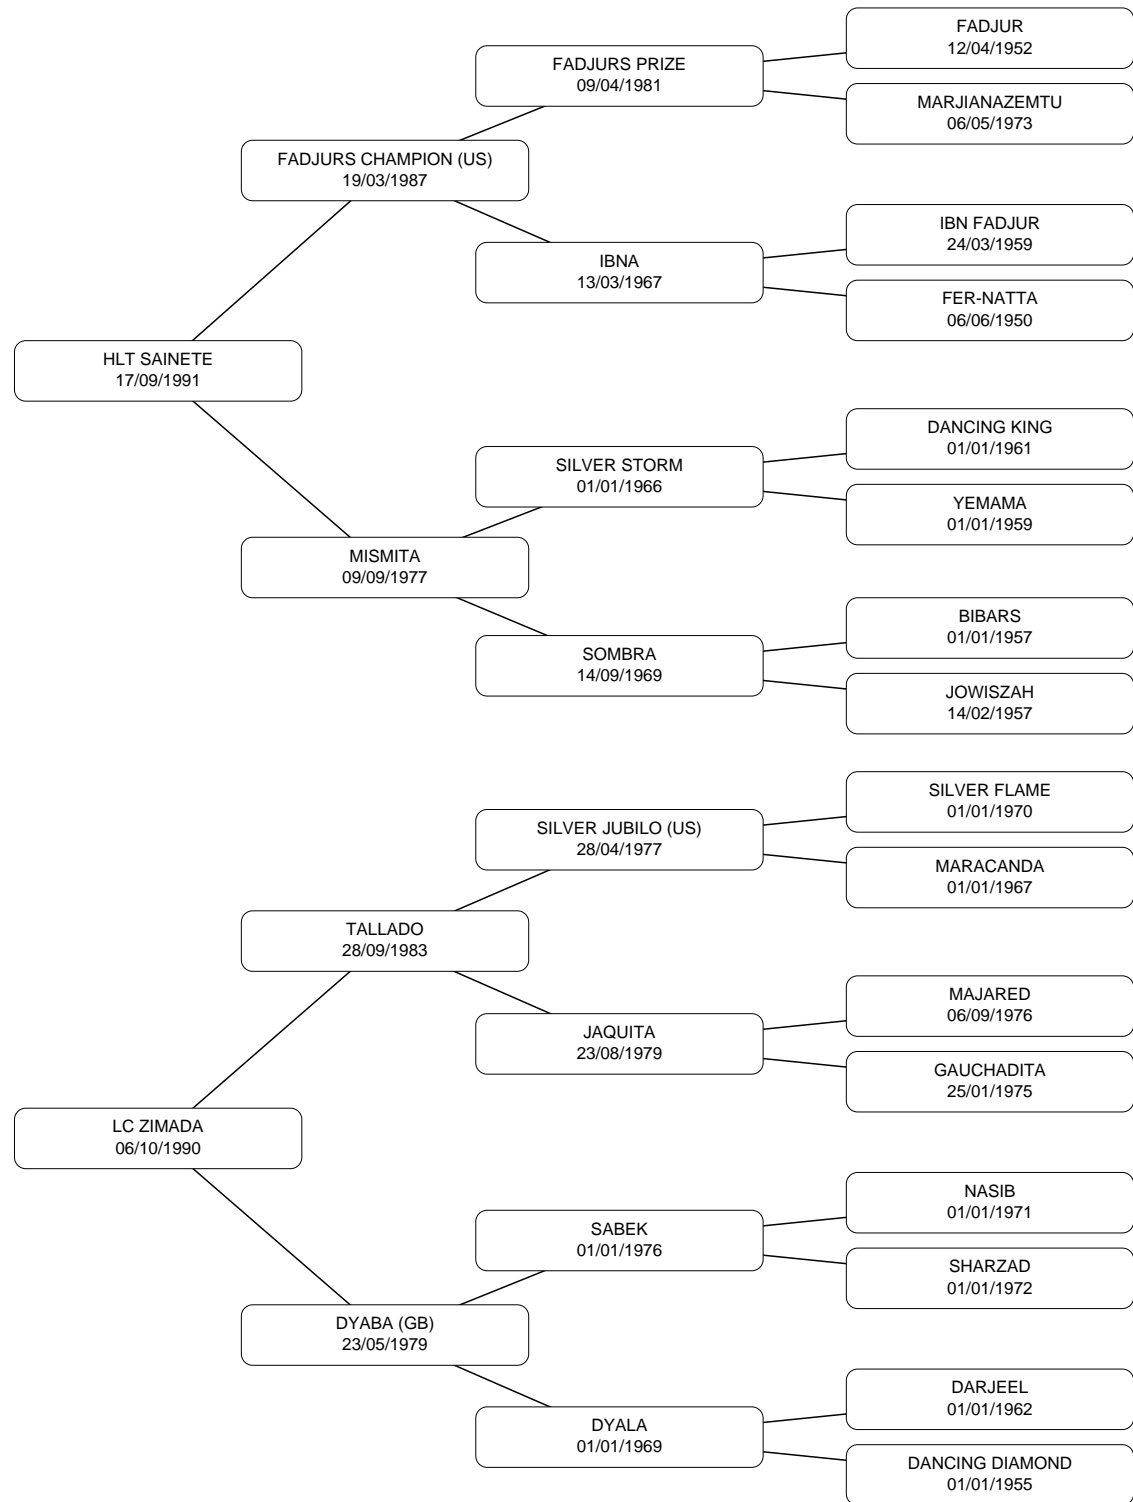 FADJUR
12/04/1952
FADJURS PRIZE
09/04/1981
MARJIANAZEMTU
06/05/1973
FADJURS CHAMPION (US)
19/03/1987
IBN FADJUR
24/03/1959
IBNA
13/03/1967
FER-NATTA
06/06/1950
HLT SAINETE
17/09/1991
DANCING KING
01/01/1961
SILVER STORM
01/01/1966
YEMAMA
01/01/1959
MISMITA
09/09/1977
BIBARS
01/01/1957
SOMBRA
14/09/1969
JOWISZAH
14/02/1957
SILVER FLAME
01/01/1970
SILVER JUBILO (US)
28/04/1977
MARACANDA
01/01/1967
TALLADO
28/09/1983
MAJARED
06/09/1976
JAQUITA
23/08/1979
GAUCHADITA
25/01/1975
LC ZIMADA
06/10/1990
NASIB
01/01/1971
SABEK
01/01/1976
SHARZAD
01/01/1972
DYABA (GB)
23/05/1979
DARJEEL
01/01/1962
DYALA
01/01/1969
DANCING DIAMOND
01/01/1955